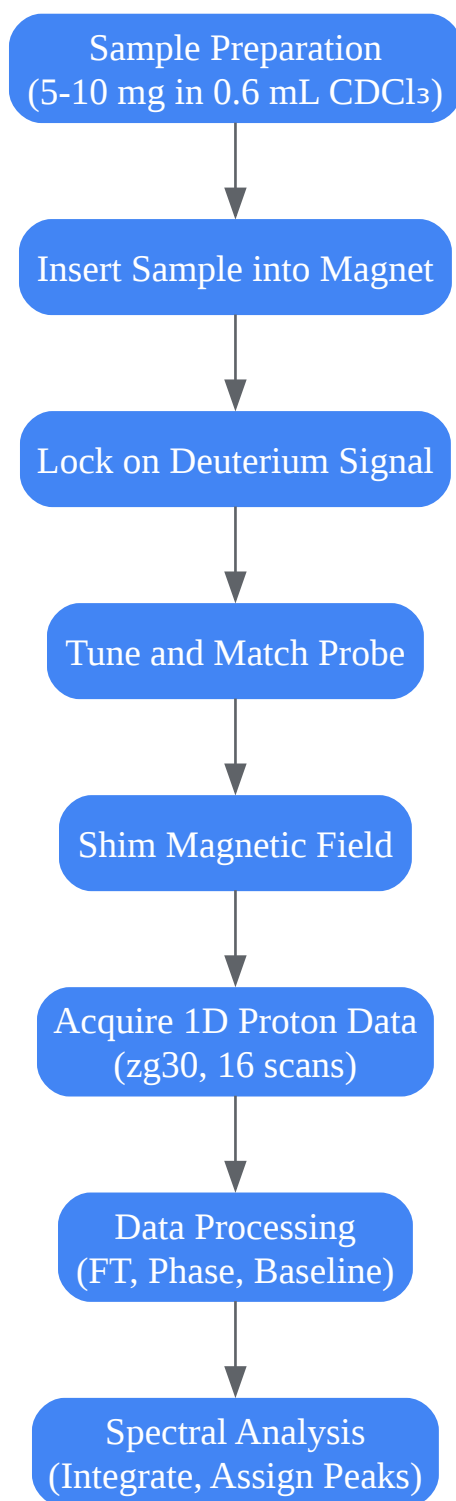 Sample Preparation
(5-10 mg in 0.6 mL CDCl₃)
Insert Sample into Magnet
Lock on Deuterium Signal
Tune and Match Probe
Shim Magnetic Field
Acquire 1D Proton Data
(zg30, 16 scans)
Data Processing
(FT, Phase, Baseline)
Spectral Analysis
(Integrate, Assign Peaks)